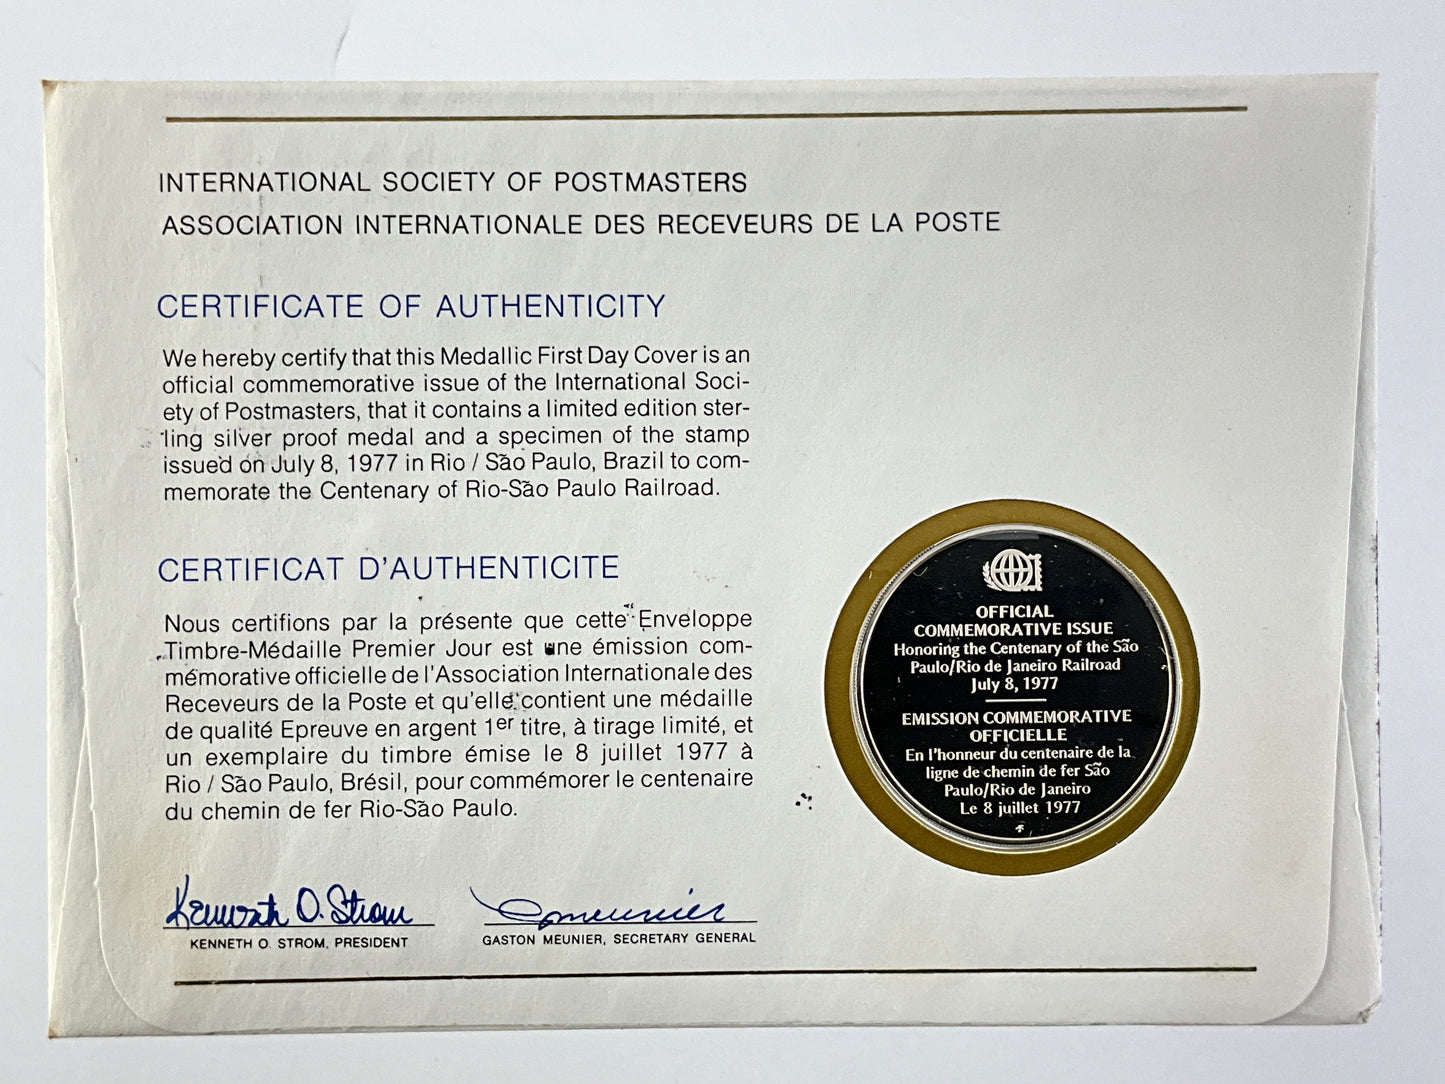 INTERNATIONAL SOCIETY OF POSTMASTERS
ASSOCIATION INTERNATIONALE DES RECEVEURS DE LA POSTE
CERTIFICATE OF AUTHENTICITY
We hereby certify that this Medallic First Day Cover is an
official commemorative issue of the International Soci-
ety of Postmasters, that it contains a limited edition ster-
ling silver proof medal and a specimen of the stamp
issued on July 8, 1977 in Rio / São Paulo, Brazil to com-
memorate the Centenary of Rio-São Paulo Railroad.
CERTIFICAT D'AUTHENTICITE
Nous certifions par la présente que cette Enveloppe
Timbre-Médaille Premier Jour est une émission com-
mémorative officielle de l'Association Internationale des
Receveurs de la Poste et qu'elle contient une médaille
de qualité Epreuve en argent 1er titre, à tirage limité, et
un exemplaire du timbre émise le 8 juillet 1977 à
Rio / São Paulo, Brésil, pour commémorer le centenaire
du chemin de fer Rio-São Paulo.
Kenneth O. Strom
KENNETH O. STROM, PRESIDENT
Gmeunier
GASTON MEUNIER, SECRETARY GENERAL
OFFICIAL
COMMEMORATIVE ISSUE
Honoring the Centenary of the São
Paulo/Rio de Janeiro Railroad
July 8, 1977
EMISSION COMMEMORATIVE
OFFICIELLE
En l'honneur du centenaire de la
ligne de chemin de fer São
Paulo/Rio de Janeiro
Le 8 juillet 1977